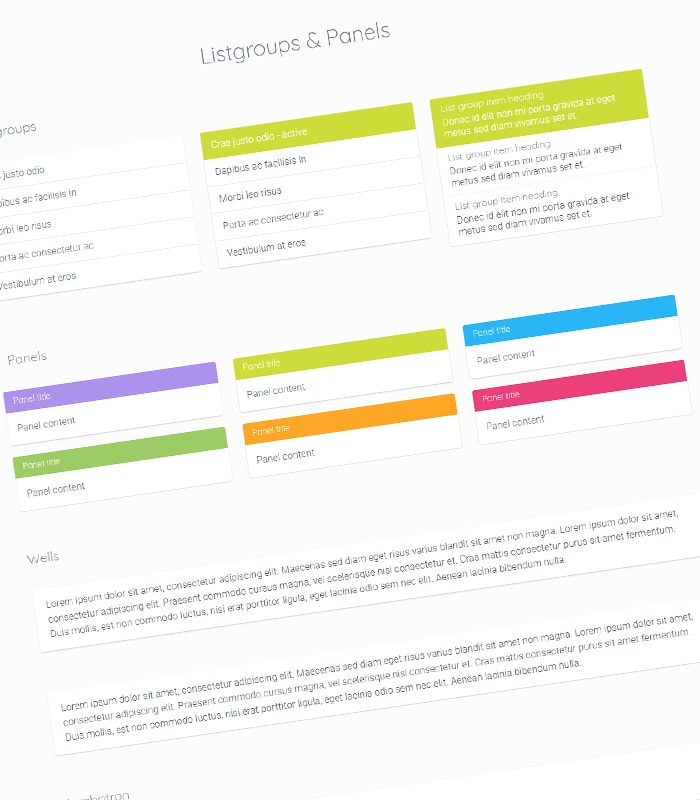 Listgroups & Panels
groups
justo odio
ibus ac facilisis in
orbi leo risus
orta ac consectetur ac
Vestibulum at eros
Cras justo odio - active
Dapibus ac facilisis in
Morbi leo risus
Porta ac consectetur ac
Vestibulum at eros
List group item heading
Donec id elit non mi porta gravida at eget
metus sed diam vivamus set et.
List group item heading
Donec id elit non mi porta gravida at eget
metus sed diam vivamus set et.
List group item heading
Donec id elit non mi porta gravida at eget
metus sed diam vivamus set et.
Panels
Panel title
Panel content
Panel title
Panel content
Panel title
Panel content
Panel title
Panel content
Panel title
Panel content
Panel title
Panel content
Wells
Lorem ipsum dolor sit amet, consectetur adipiscing elit. Maecenas sed diam eget risus varius blandit sit amet non magna. Lorem ipsum dolor sit amet,
consectetur adipiscing elit. Praesent commodo cursus magna, vel scelerisque nisl consectetur et. Cras mattis consectetur purus sit amet fermentum.
Duis mollis, est non commodo luctus, nisi erat porttitor ligula, eget lacinia odio sem nec elit. Aenean lacinia bibendum nulla.
Lorem ipsum dolor sit amet, consectetur adipiscing elit. Maecenas sed diam eget risus varius blandit sit amet non magna. Lorem ipsum dolor sit amet,
consectetur adipiscing elit. Praesent commodo cursus magna, vel scelerisque nisl consectetur et. Cras mattis consectetur purus sit amet fermentum.
Duis mollis, est non commodo luctus, nisi erat porttitor ligula, eget lacinia odio sem nec elit. Aenean lacinia bibendum nulla.